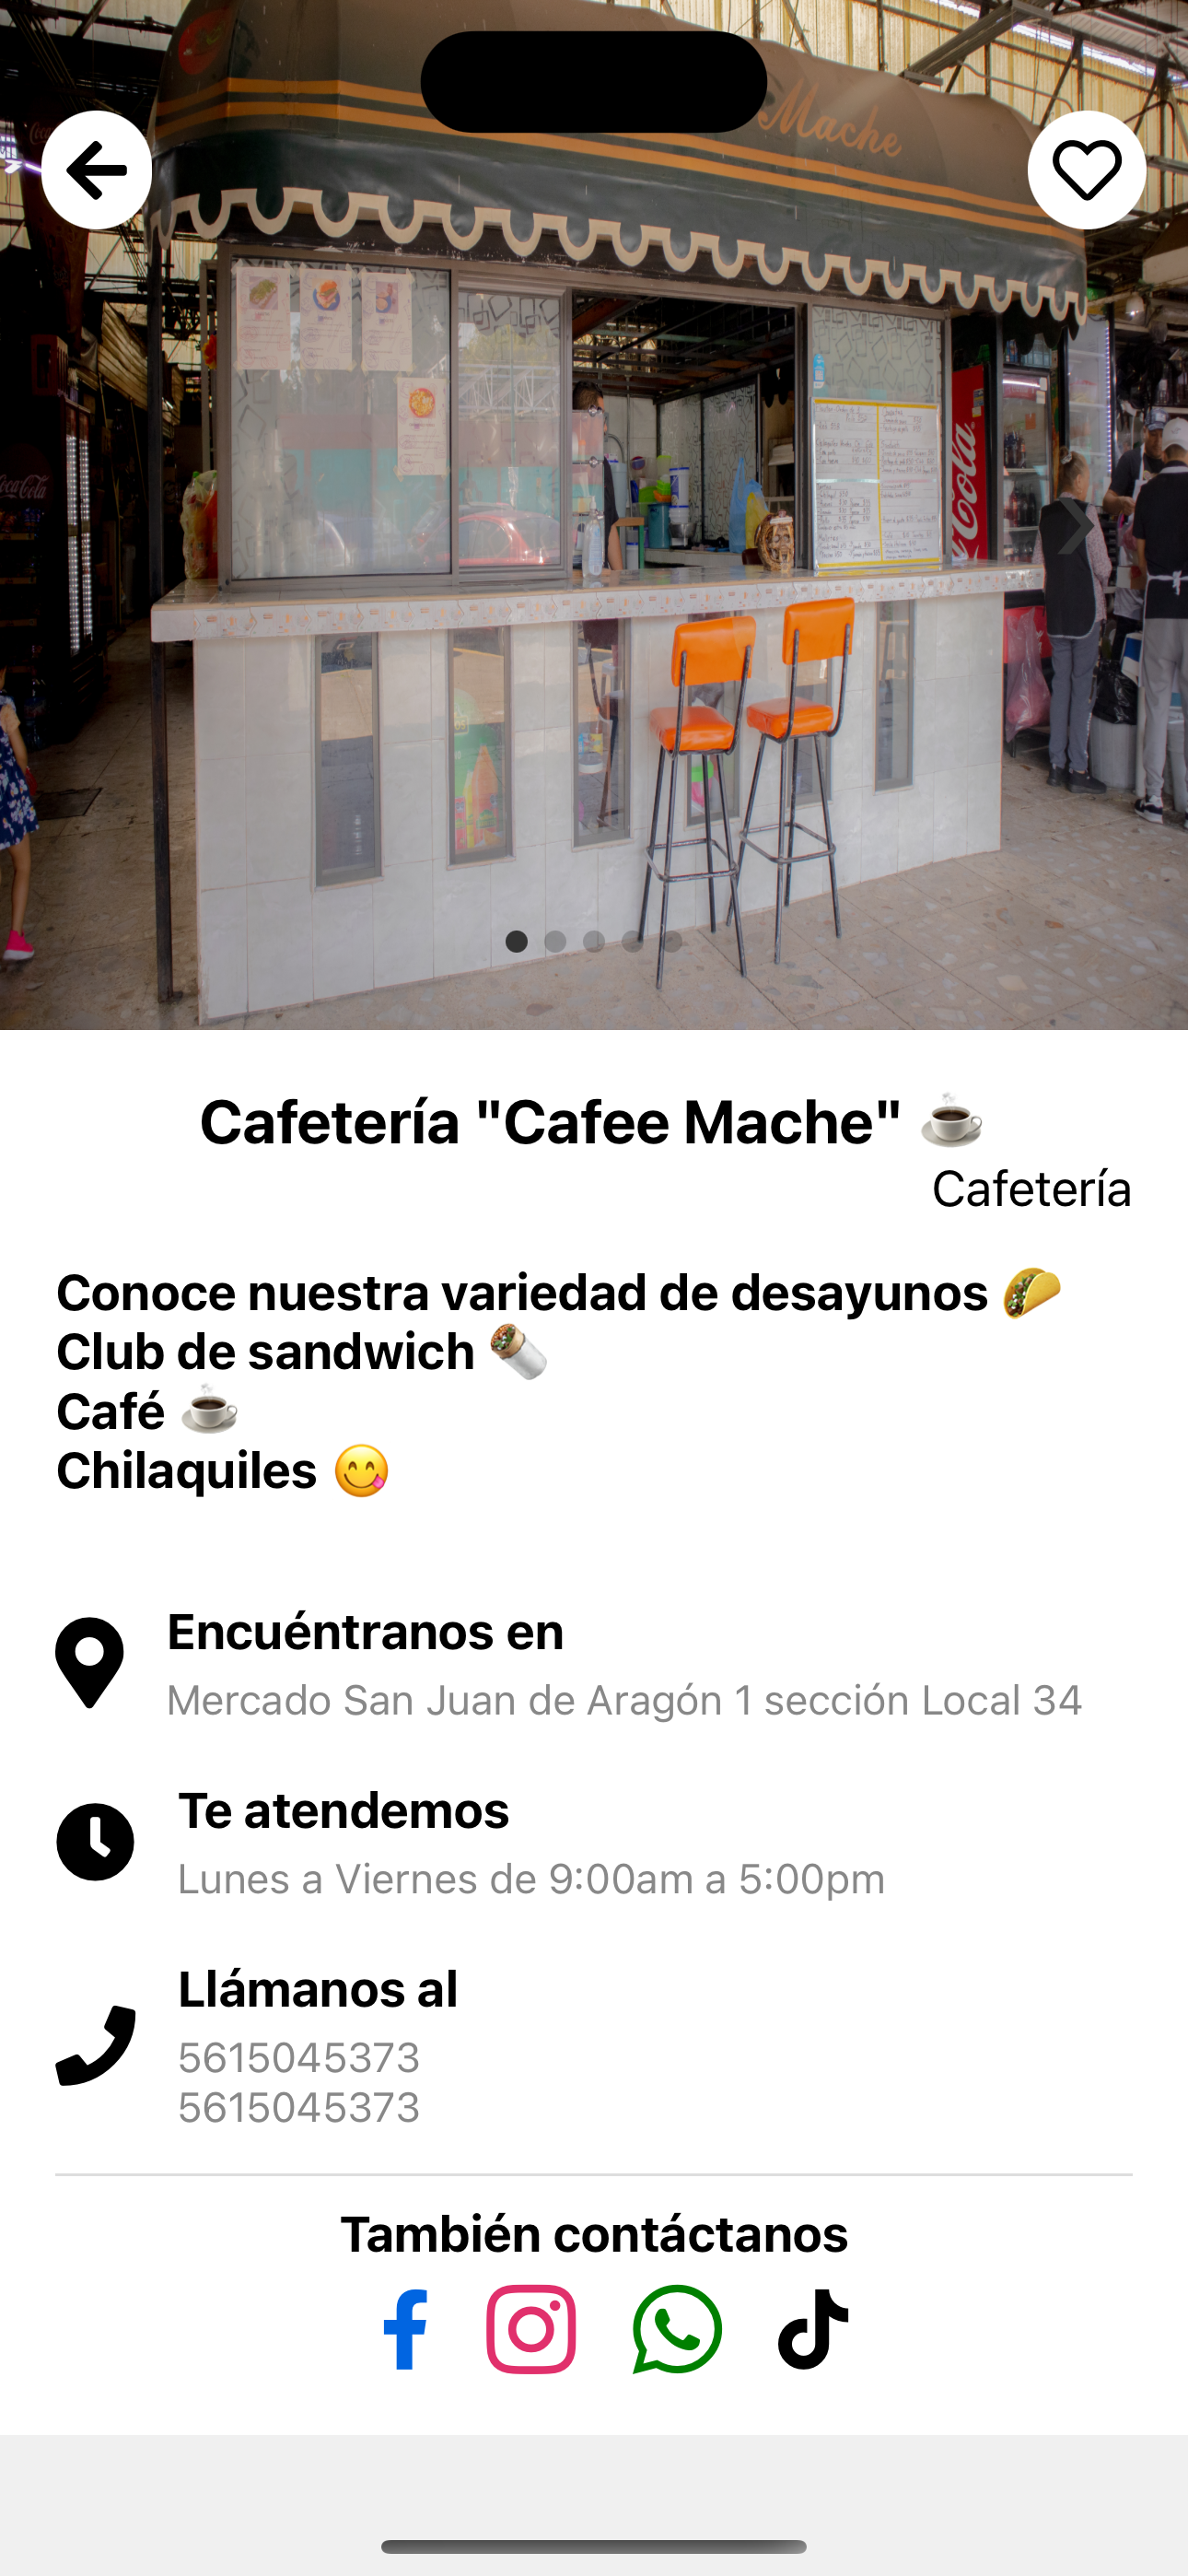 Mache
Coca-Cola
Coca-Cola
Cafetería "Cafee Mache" ☕
Cafetería
Conoce nuestra variedad de desayunos 🌮
Club de sandwich 🌯
Café ☕
Chilaquiles 😋
Encuéntranos en
Mercado San Juan de Aragón 1 sección Local 34
Te atendemos
Lunes a Viernes de 9:00am a 5:00pm
Llámanos al
5615045373
5615045373
También contáctanos